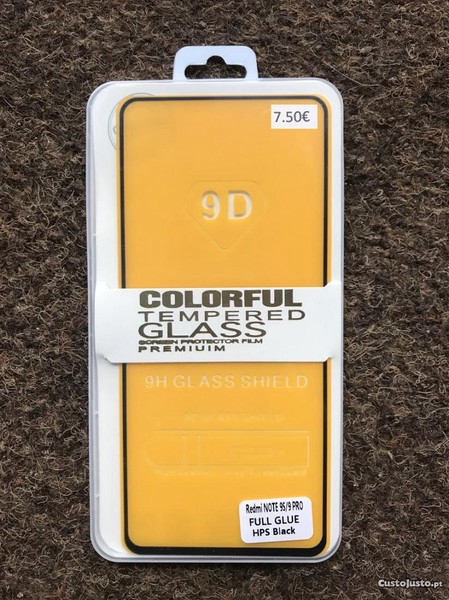 7.50€
9D
COLORFUL
TEMPERED
GLASS
SCREEN PROTECTOR FILM
PREMIUIM
9H GLASS SHIELD
Redmi NOTE 9S/9 PRO
FULL GLUE
HPS Black
CustoJusto.pt